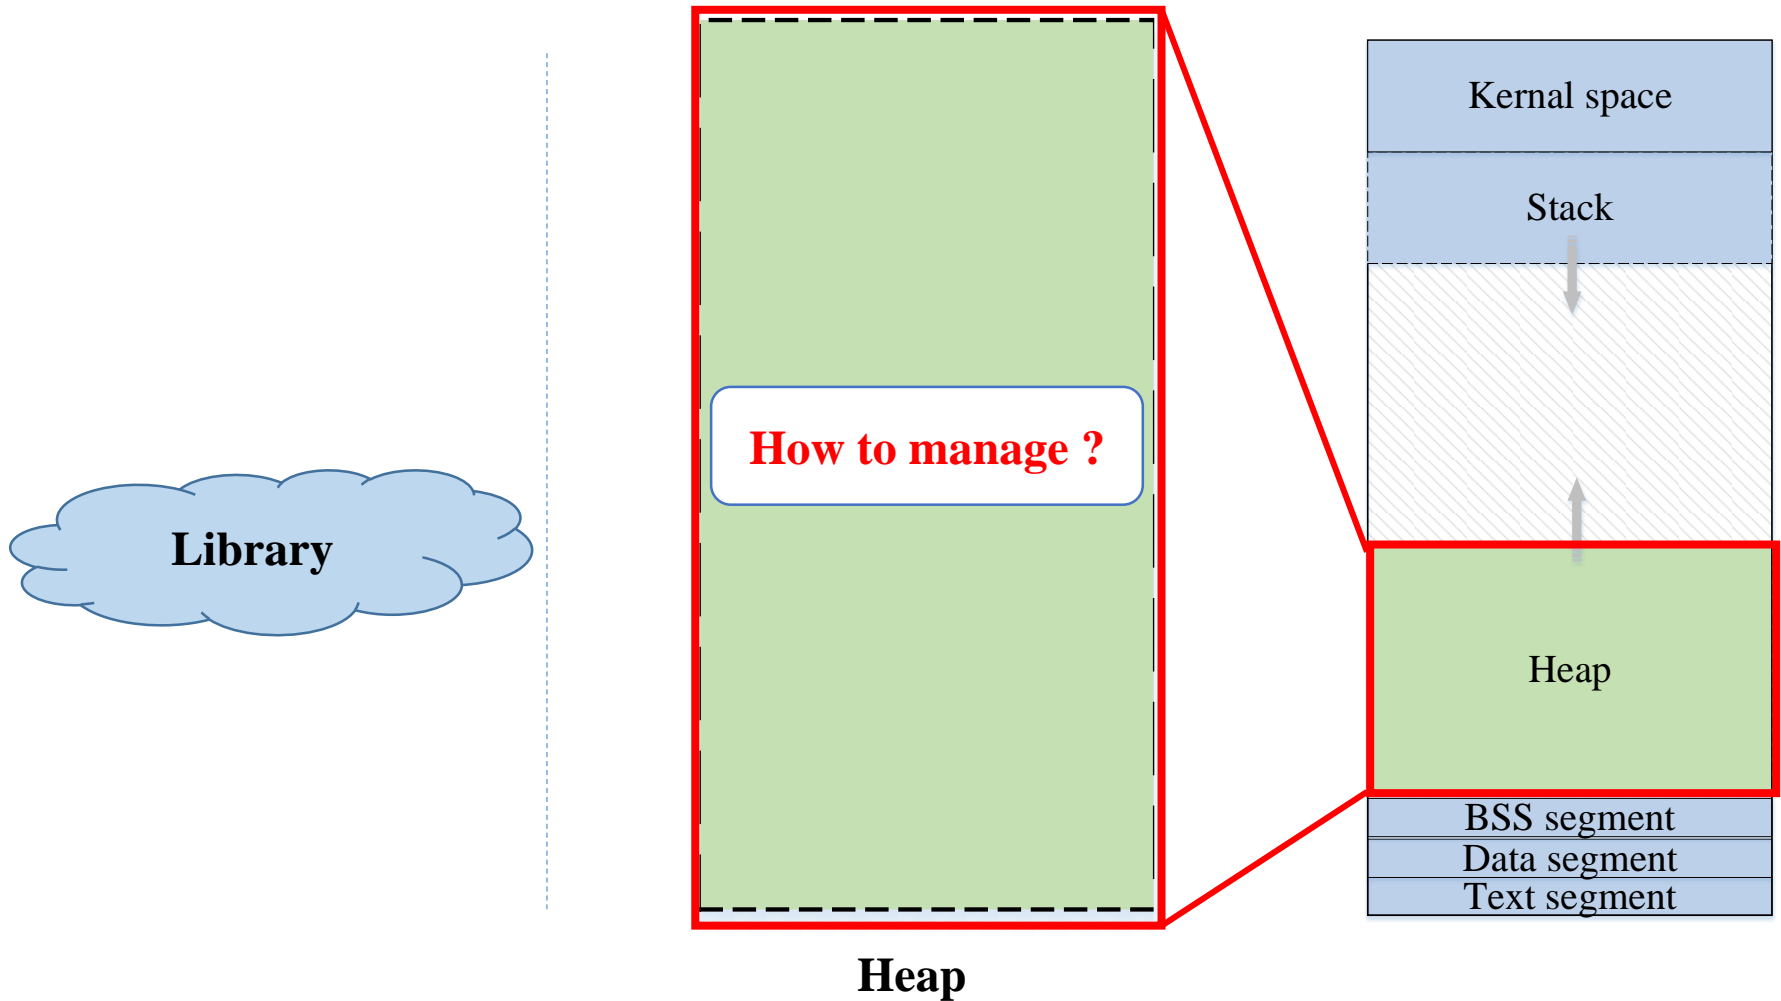 Library
How to manage ?
Heap
Kernal space
Stack
Heap
BSS segment
Data segment
Text segment